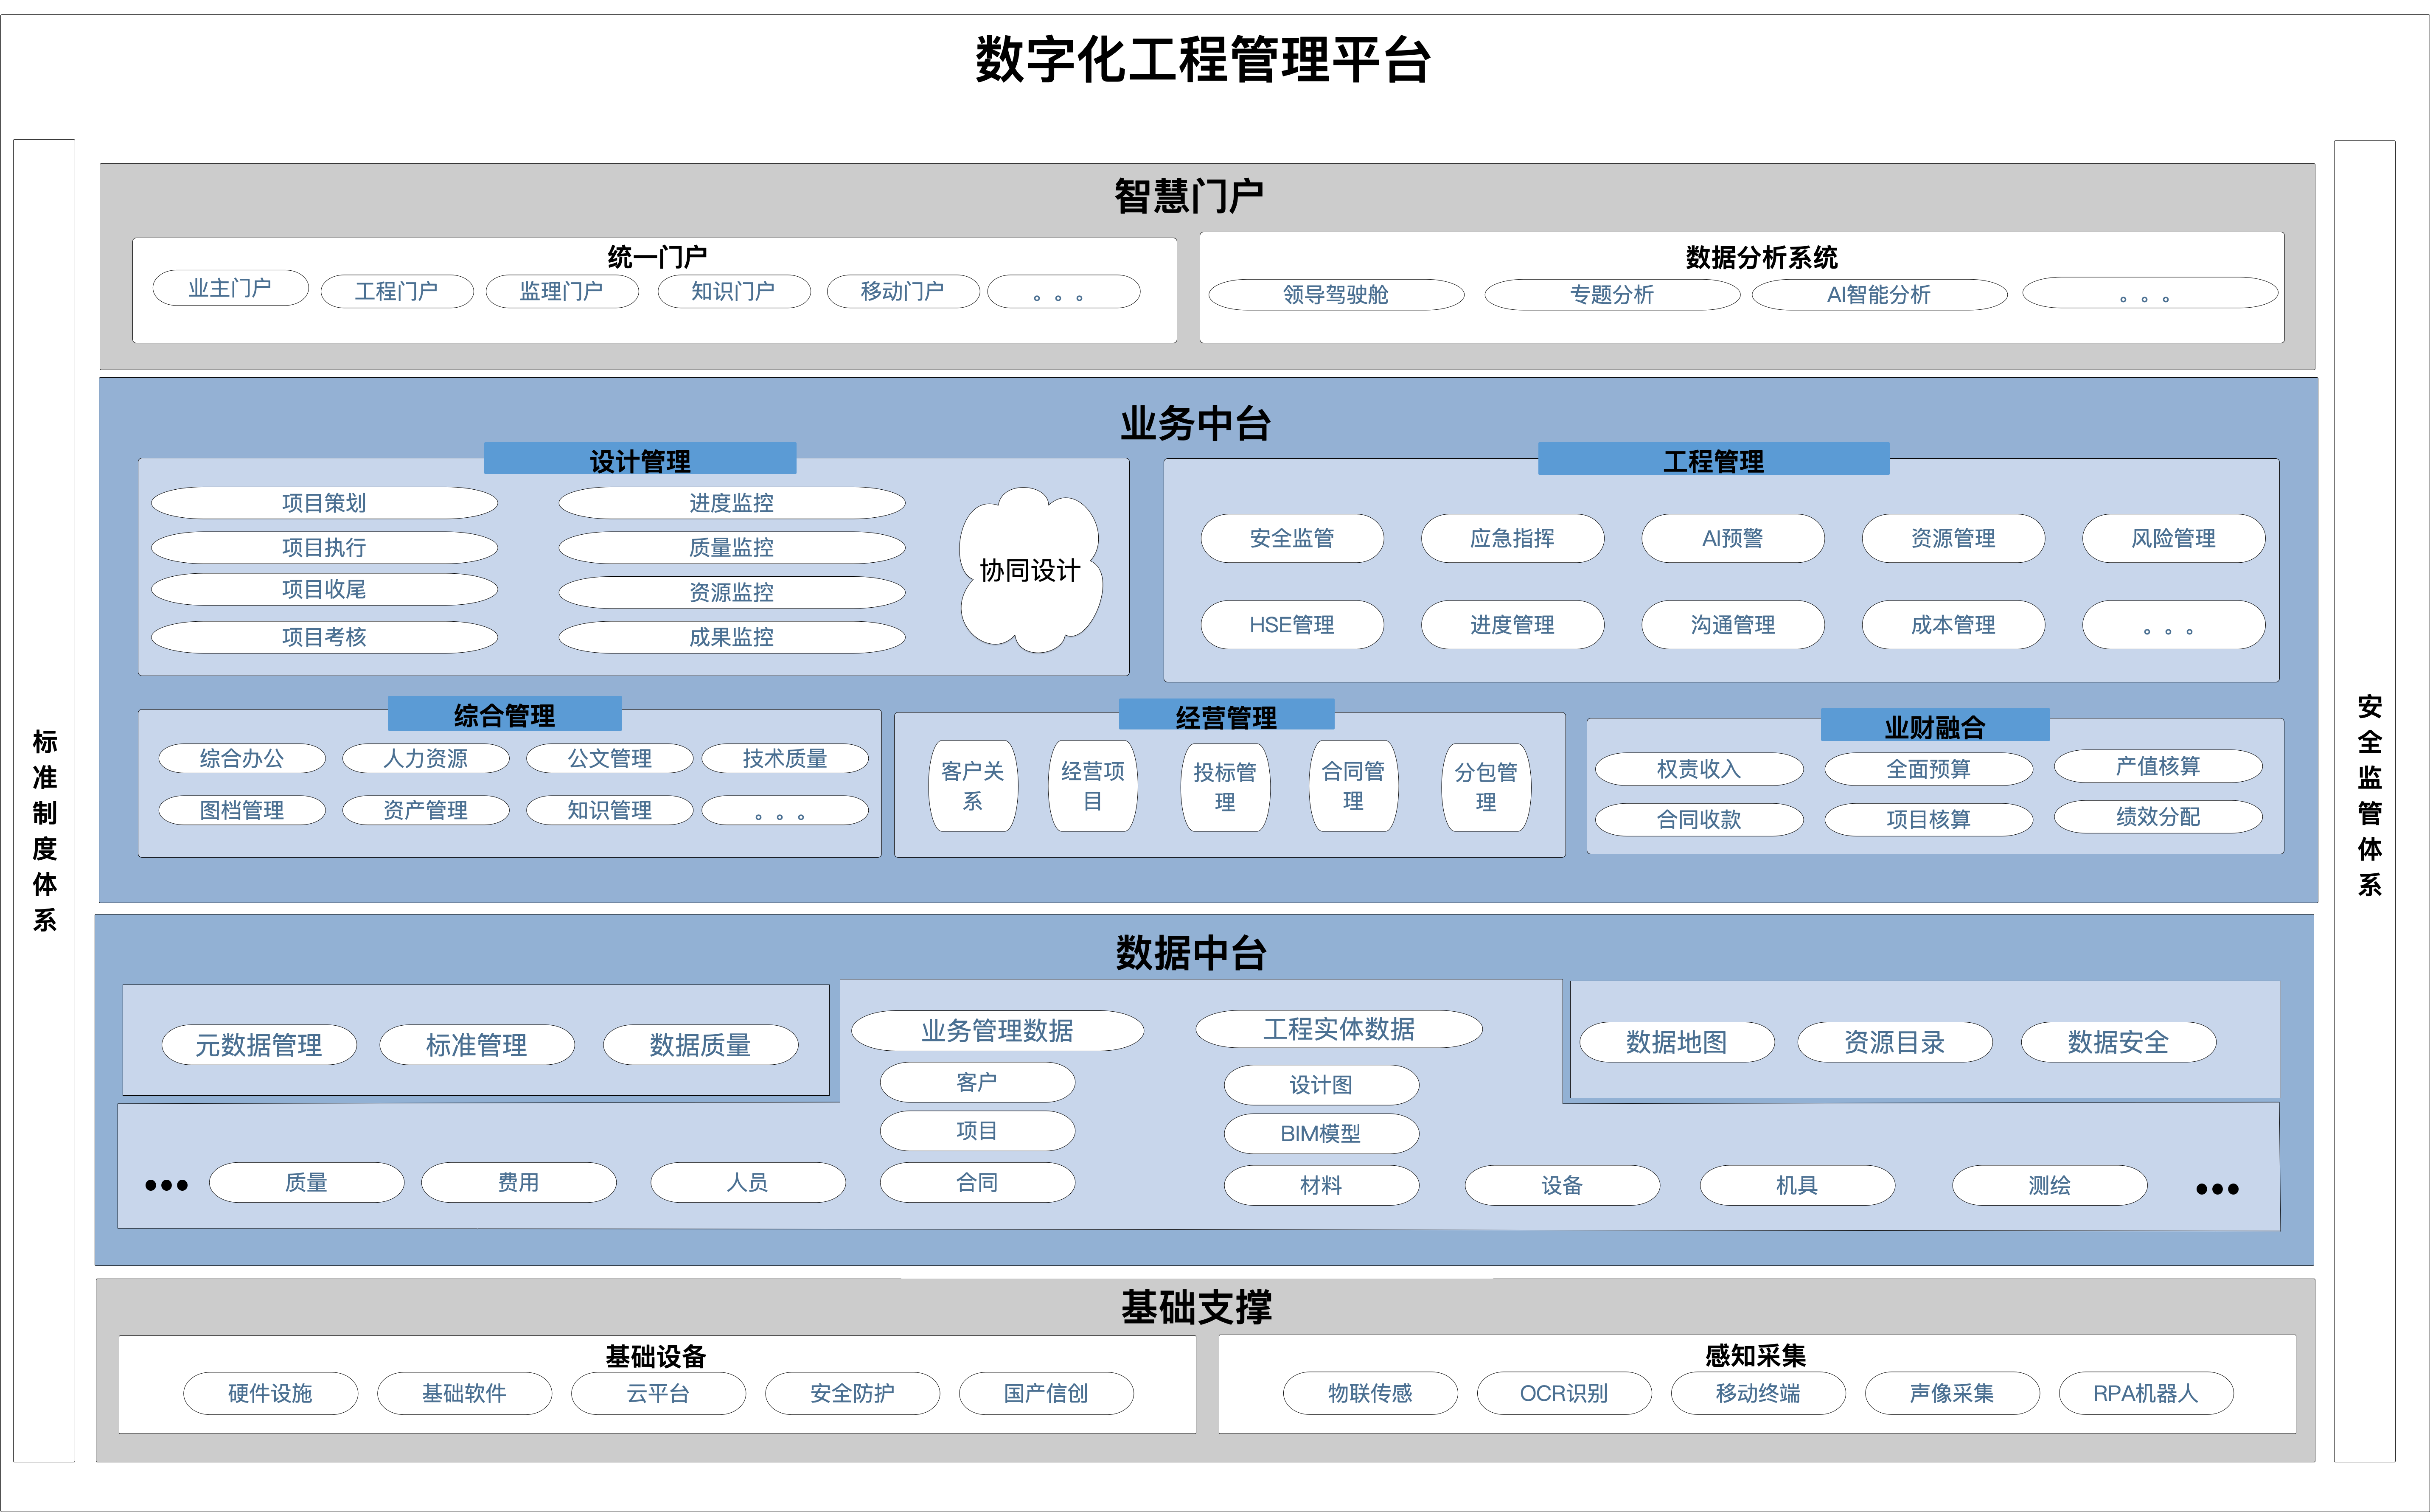 数字化工程管理平台
标准制度体系
智慧门户
统一门户
业主门户
工程门户
监理门户
知识门户
移动门户
。。。
数据分析系统
领导驾驶舱
专题分析
AI智能分析
。。。
业务中台
设计管理
项目策划
进度监控
项目执行
质量监控
项目收尾
资源监控
项目考核
成果监控
协同设计
工程管理
安全监管
应急指挥
AI预警
资源管理
风险管理
HSE管理
进度管理
沟通管理
成本管理
。。。
综合管理
综合办公
人力资源
公文管理
技术质量
图档管理
资产管理
知识管理
。。。
经营管理
客户关
系
经营项
目
投标管
理
合同管
理
分包管
理
业财融合
权责收入
全面预算
产值核算
合同收款
项目核算
绩效分配
数据中台
元数据管理
标准管理
数据质量
业务管理数据
工程实体数据
数据地图
资源目录
数据安全
客户
设计图
项目
BIM模型
•••
质量
费用
人员
合同
材料
设备
机具
测绘
•••
基础支撑
基础设备
硬件设施
基础软件
云平台
安全防护
国产信创
感知采集
物联传感
OCR识别
移动终端
声像采集
RPA机器人
安全监管体系